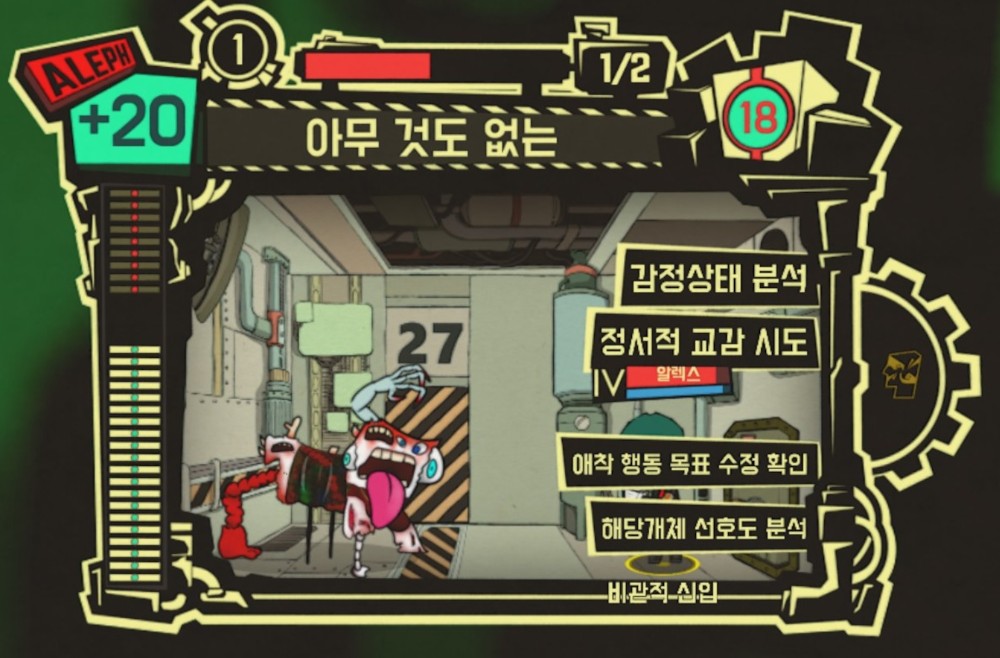 ALEPH
1
1/2
+20
아무 것도 없는
18
27
감정상태 분석
정서적 교감 시도
IV
알렉스
애착 행동 목표 수정 확인
해당개체 선호도 분석
비관적 신입